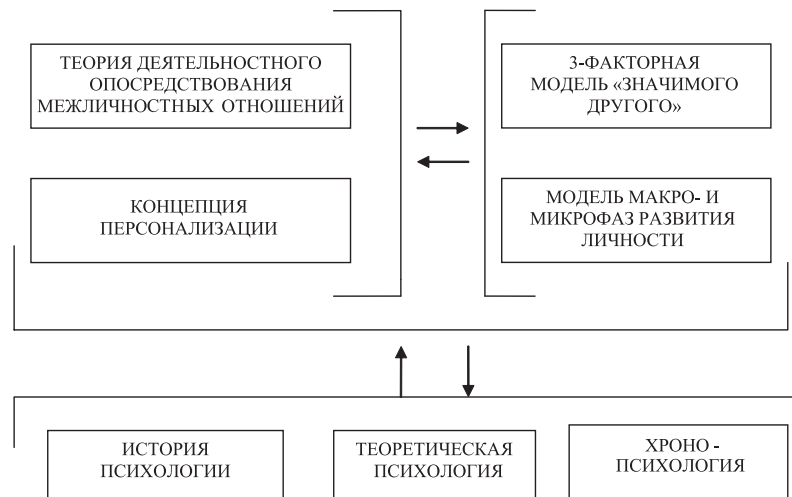 ТЕОРИЯ ДЕЯТЕЛЬНОСТНОГО
ОПОСРЕДСТВОВАНИЯ
МЕЖЛИЧНОСТНЫХ ОТНОШЕНИЙ
3-ФАКТОРНАЯ
МОДЕЛЬ «ЗНАЧИМОГО
ДРУГОГО»
КОНЦЕПЦИЯ
ПЕРСОНАЛИЗАЦИИ
МОДЕЛЬ МАКРО- И
МИКРОФАЗ РАЗВИТИЯ
ЛИЧНОСТИ
ИСТОРИЯ
ПСИХОЛОГИИ
ТЕОРЕТИЧЕСКАЯ
ПСИХОЛОГИЯ
ХРОНО -
ПСИХОЛОГИЯ